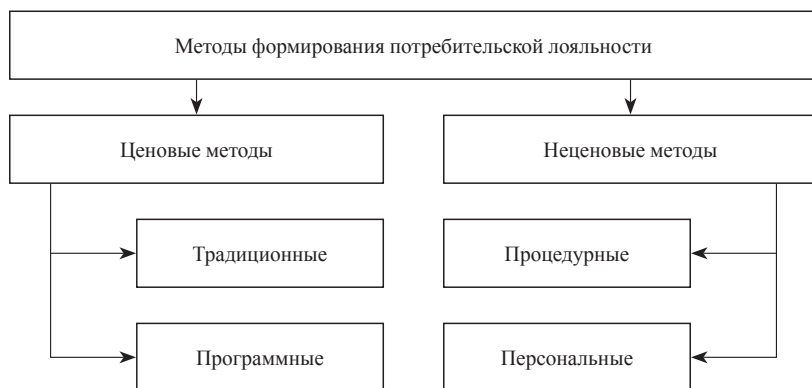 Методы формирования потребительской лояльности
Ценовые методы
Неценовые методы
Традиционные
Процедурные
Программные
Персональные